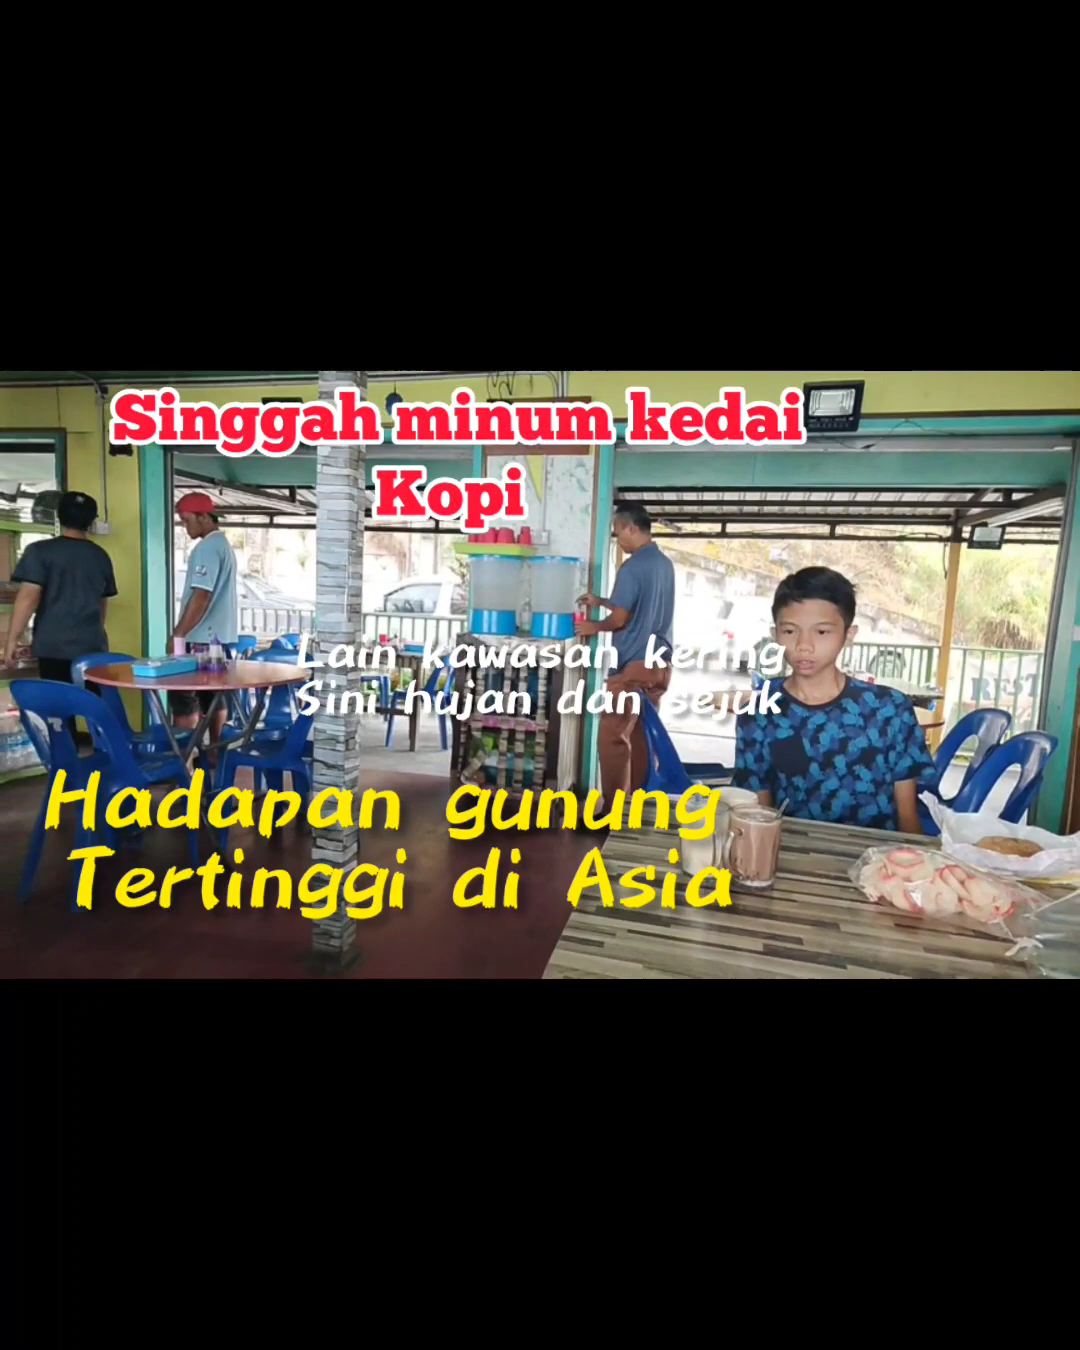 Singgah minum kedai
Kopi
Lain kawasan kering
Sini hujan dan sejuk
Hadapan gunung
Tertinggi di Asia